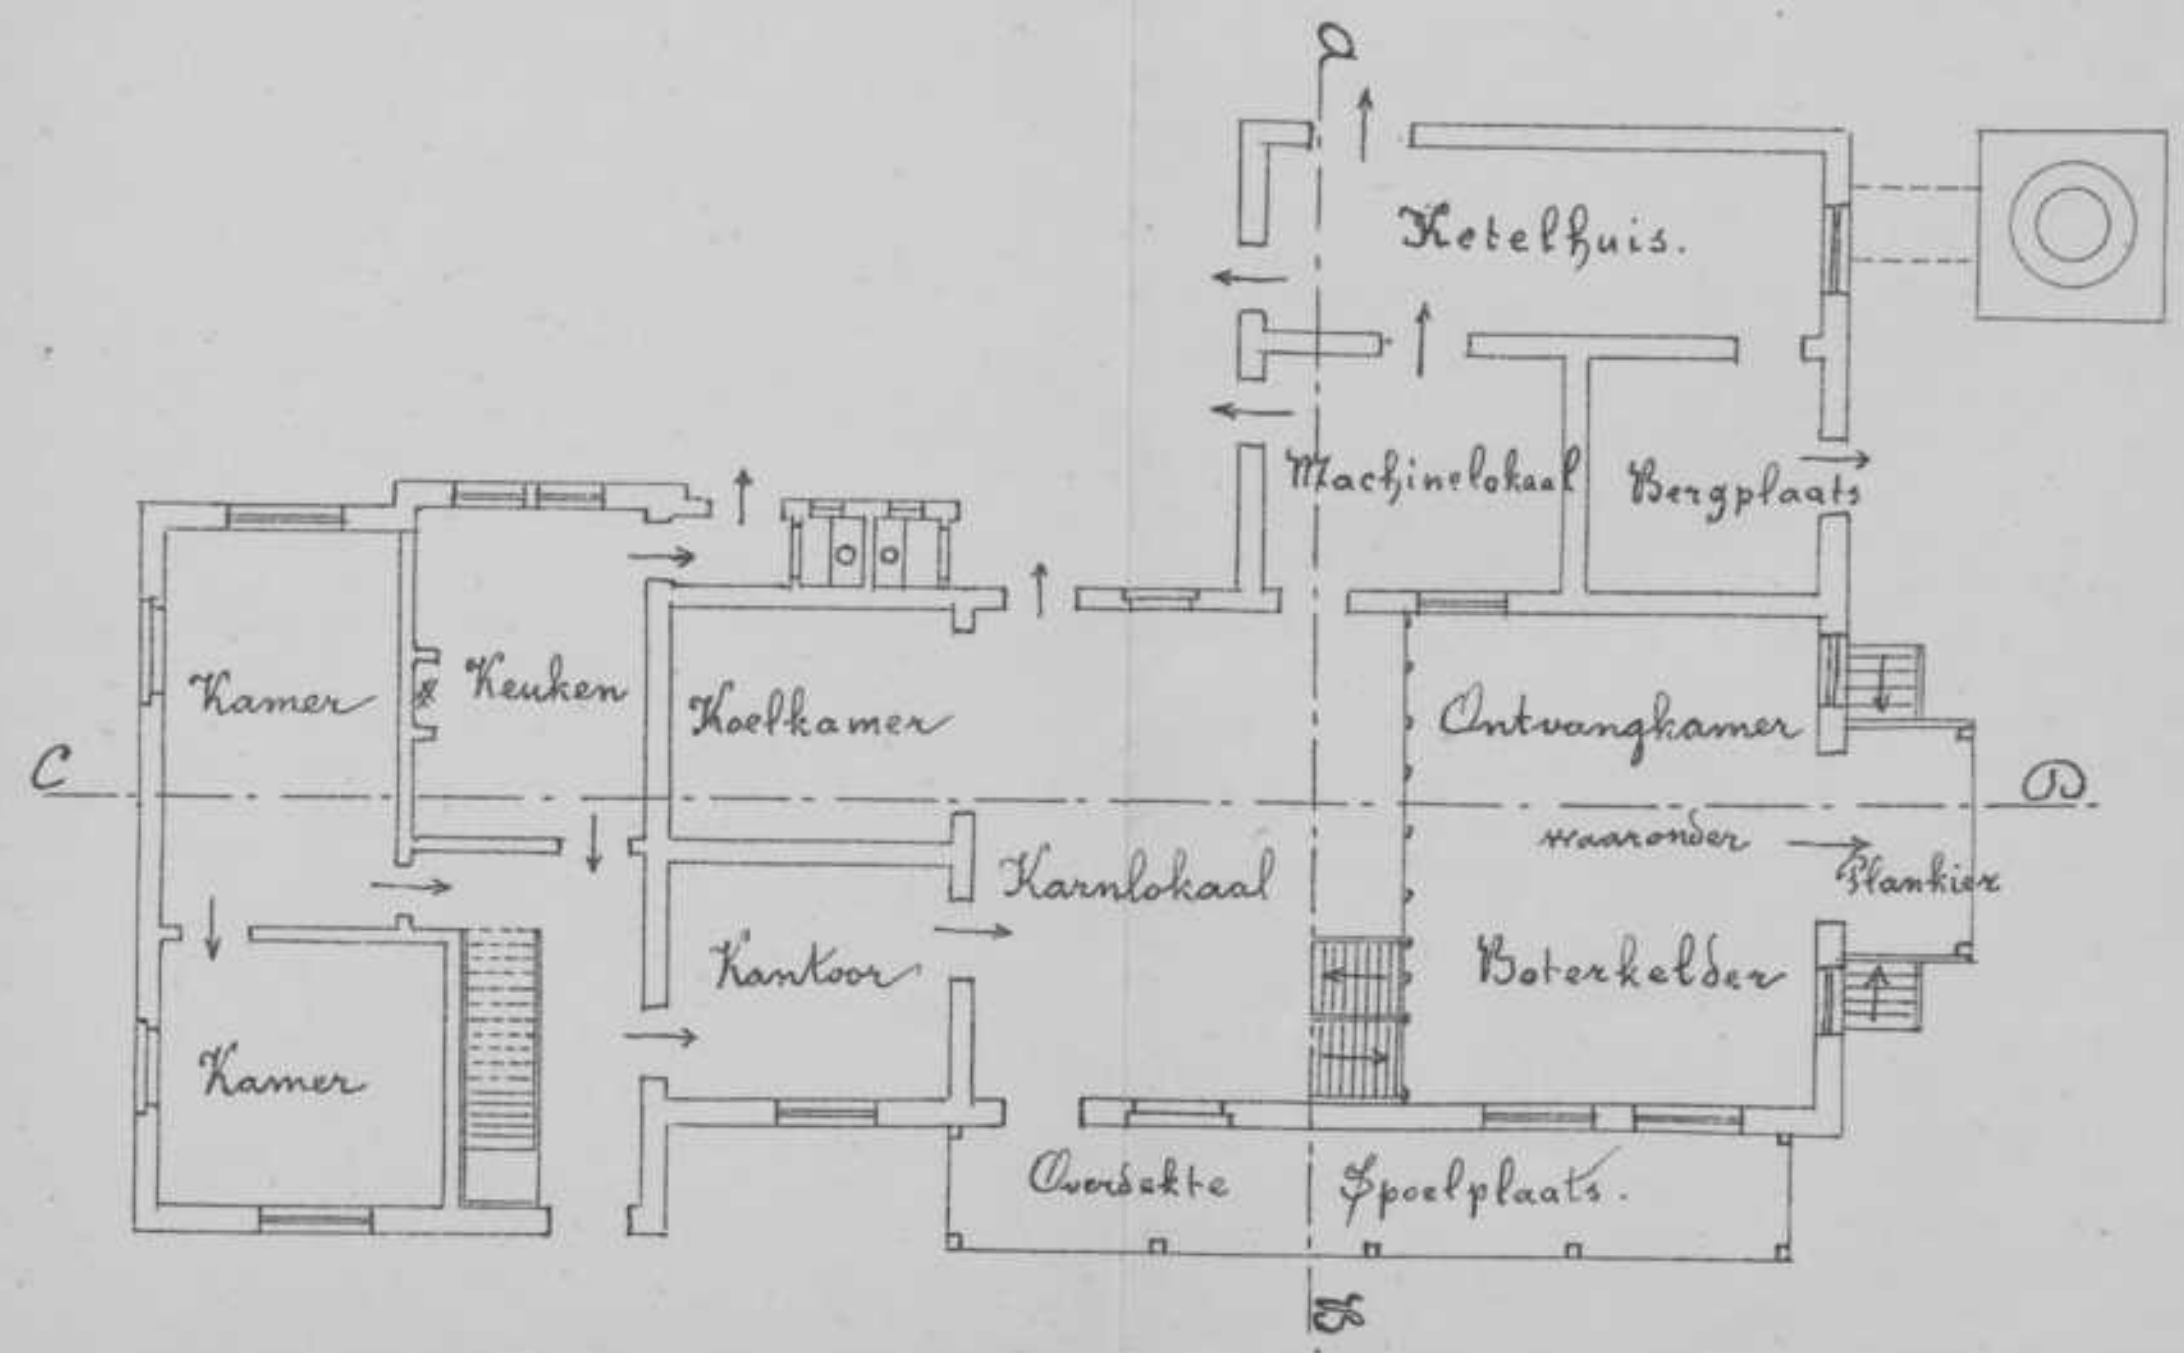 a
Ketelhuis.
Machinelokaal
Bergplaats
Kamer
Keuken
Koelkamer
Ontvangkamer
C
D
waaronder
Plankier
Karnlokaal
Kantoor
Boterkelder
Kamer
Overdekte Spoelplaats.
B